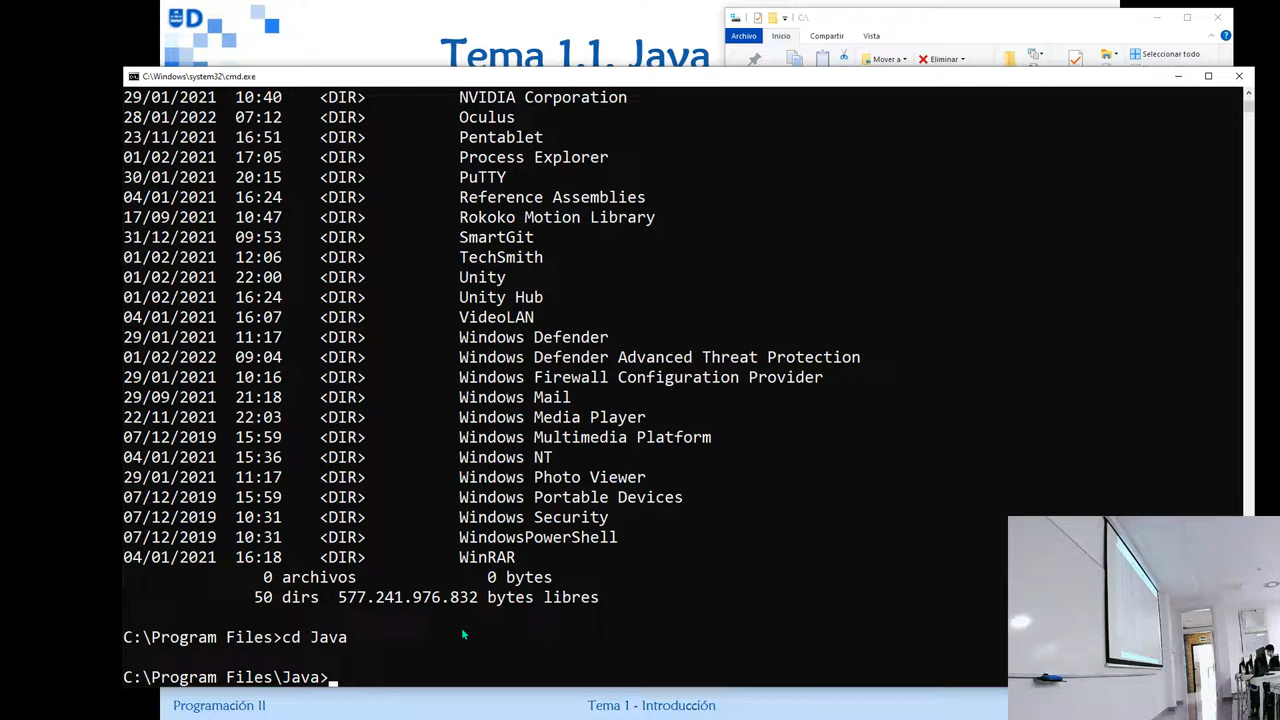 D
Tema 1.1. Java
C:\
Archivo Inicio Compartir Vista
Mover a Eliminar Seleccionar todo
C:\Windows\system32\cmd.exe
29/01/2021 10:40 <DIR> NVIDIA Corporation
28/01/2022 07:12 <DIR> Oculus
23/11/2021 16:51 <DIR> Pentablet
01/02/2021 17:05 <DIR> Process Explorer
30/01/2021 20:15 <DIR> PuTTY
04/01/2021 16:24 <DIR> Reference Assemblies
17/09/2021 10:47 <DIR> Rokoko Motion Library
31/12/2021 09:53 <DIR> SmartGit
01/02/2021 12:06 <DIR> TechSmith
01/02/2021 22:00 <DIR> Unity
01/02/2021 16:24 <DIR> Unity Hub
04/01/2021 16:07 <DIR> VideoLAN
29/01/2021 11:17 <DIR> Windows Defender
01/02/2022 09:04 <DIR> Windows Defender Advanced Threat Protection
29/01/2021 10:16 <DIR> Windows Firewall Configuration Provider
29/09/2021 21:18 <DIR> Windows Mail
22/11/2021 22:03 <DIR> Windows Media Player
07/12/2019 15:59 <DIR> Windows Multimedia Platform
04/01/2021 15:36 <DIR> Windows NT
29/01/2021 11:17 <DIR> Windows Photo Viewer
07/12/2019 15:59 <DIR> Windows Portable Devices
07/12/2019 10:31 <DIR> Windows Security
07/12/2019 10:31 <DIR> WindowsPowerShell
04/01/2021 16:18 <DIR> WinRAR
0 archivos 0 bytes
50 dirs 577.241.976.832 bytes libres
C:\Program Files>cd Java
C:\Program Files\Java>
Programación II Tema 1 - Introducción